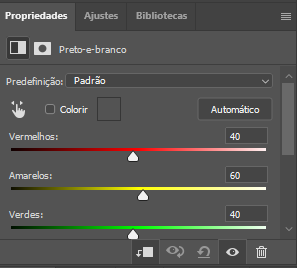 Propriedades Ajustes Bibliotecas
Preto-e-branco
Predefinição: Padrão
Colorir Automático
Vermelhos: 40
Amarelos: 60
Verdes: 40